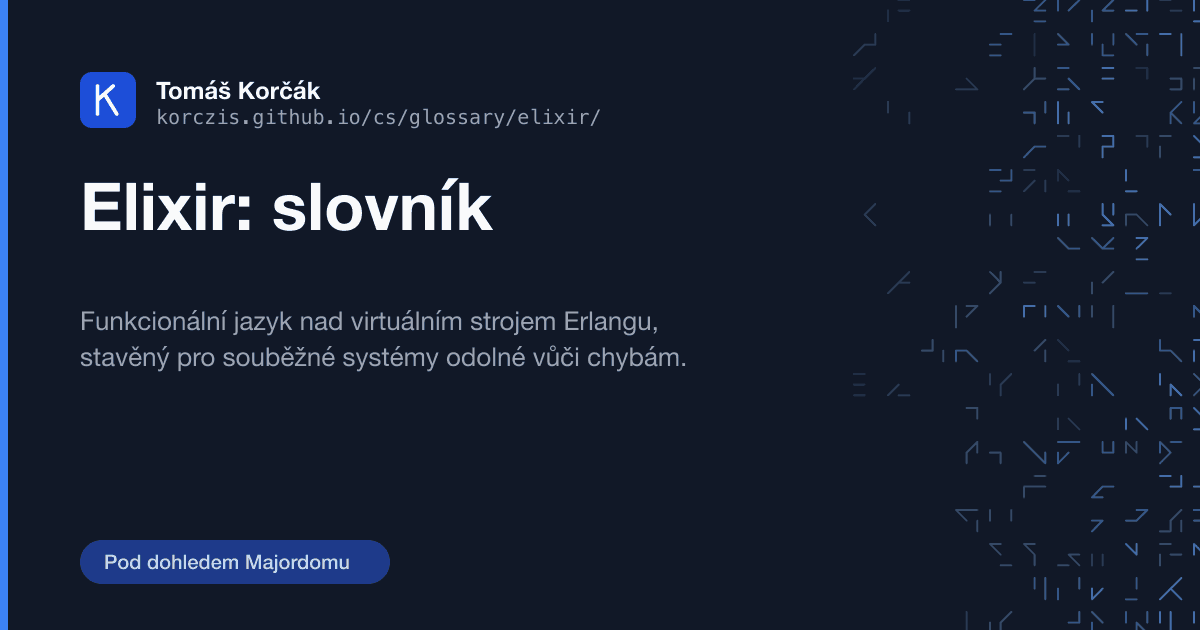 Tomáš Korčák
korczis.github.io/cs/glossary/elixir/
Elixir: slovník
Funkcionální jazyk nad virtuálním strojem Erlangu,
stavěný pro souběžné systémy odolné vůči chybám.
Pod dohledem Majordomu